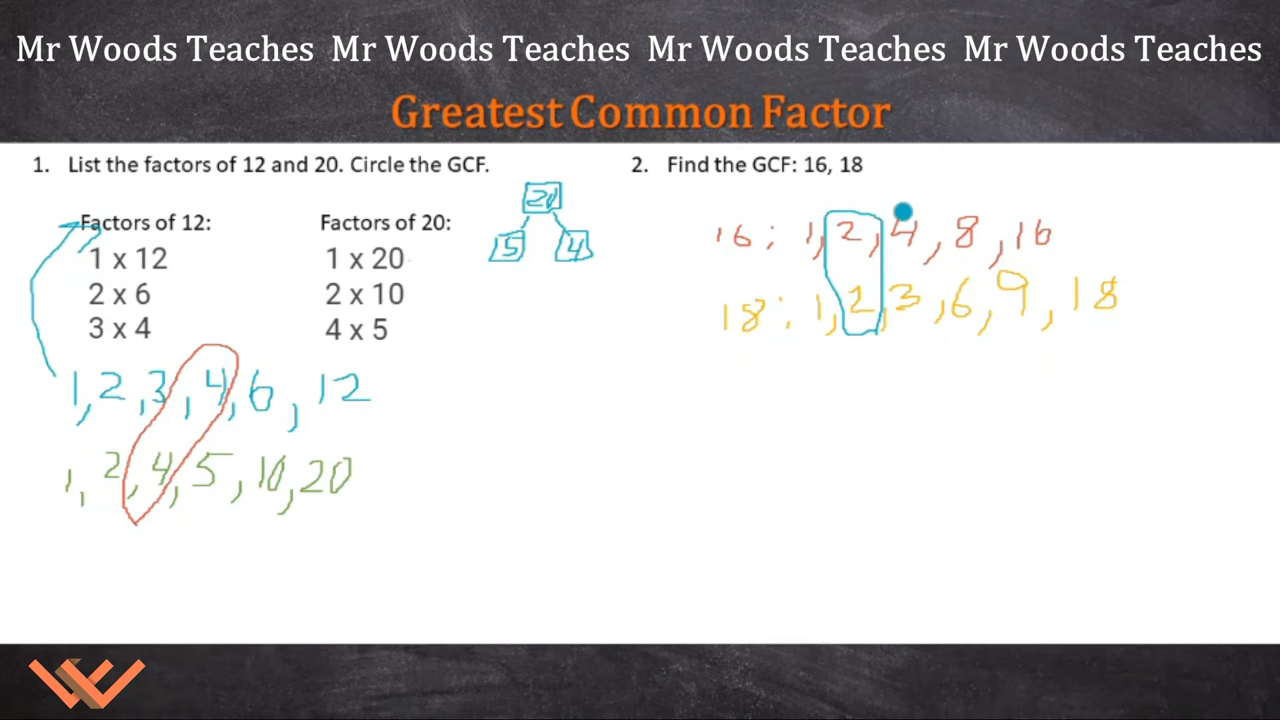 Mr Woods Teaches Mr Woods Teaches Mr Woods Teaches Mr Woods Teaches
Greatest Common Factor
1. List the factors of 12 and 20. Circle the GCF.
20
5 4
Factors of 12:
1 x 12
2 x 6
3 x 4
Factors of 20:
1 x 20
2 x 10
4 x 5
1, 2, 3, 4, 6, 12
1, 2, 4, 5, 10, 20
2. Find the GCF: 16, 18
16: 1, 2, 4, 8, 16
18: 1, 2, 3, 6, 9, 18